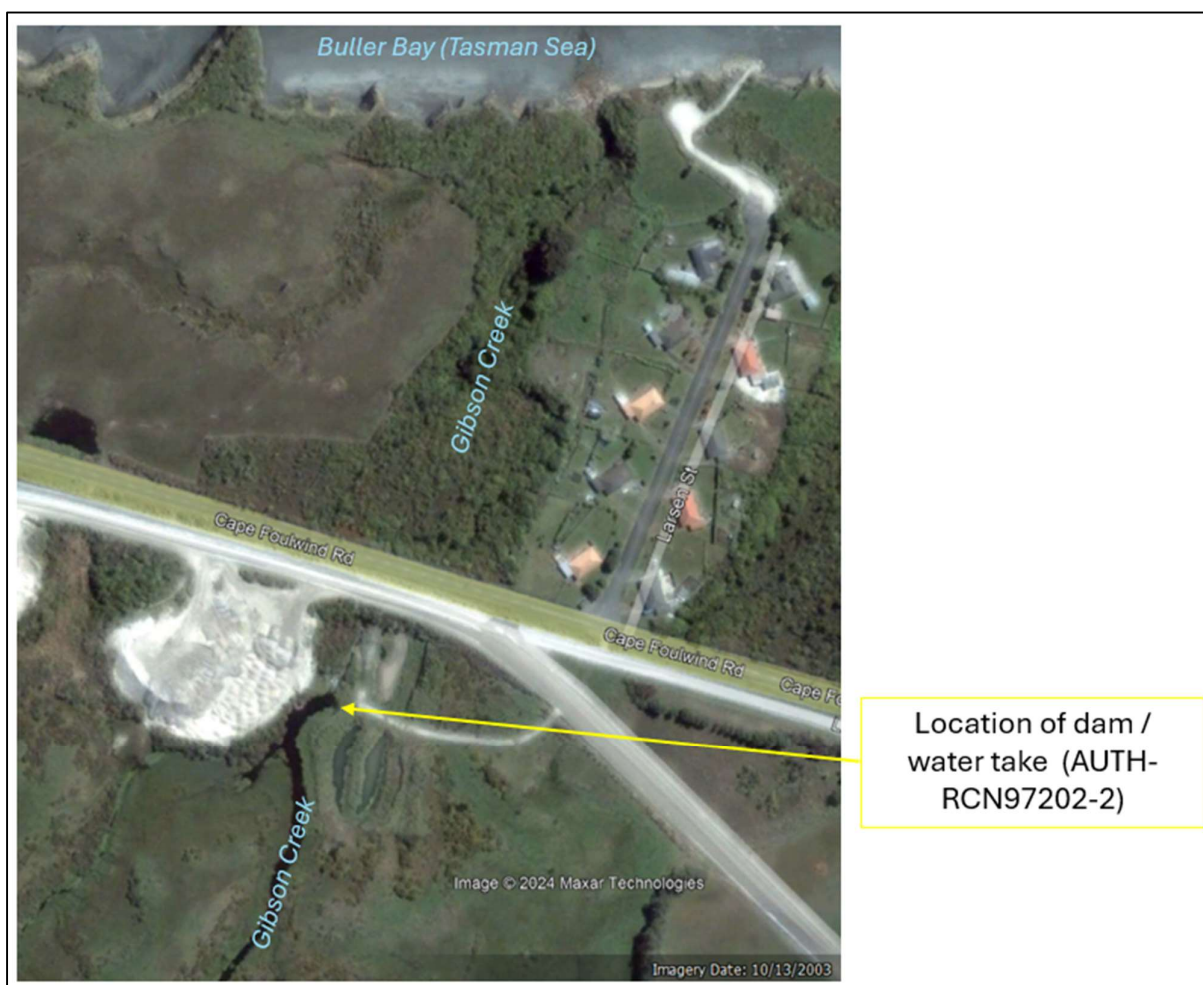 Buller Bay (Tasman Sea)
Gibson Creek
Larsen St
Cape Foulwind Rd
Cape Foulwind Rd
Cape Fo
Location of dam /
water take (AUTH-
RCN97202-2)
Gibson Creek
Image © 2024 Maxar Technologies
Imagery Date: 10/13/2003